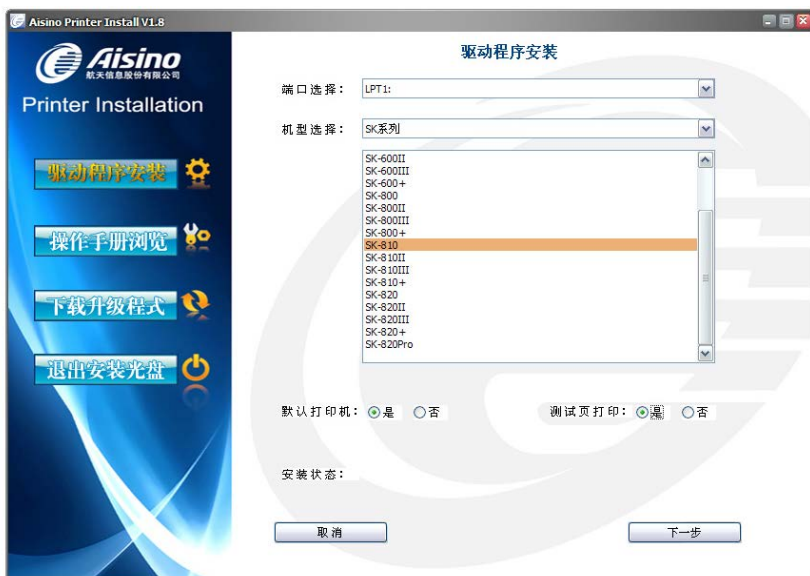 Aisino Printer Install V1.8
Aisino
航天信息股份有限公司
Printer Installation
驱动程序安装
操作手册浏览
下载升级程式
退出安装光盘
驱动程序安装
端口选择: LPT1:
机型选择: SK系列
SK-600II
SK-600III
SK-600+
SK-800
SK-800II
SK-800III
SK-800+
SK-810
SK-810II
SK-810III
SK-810+
SK-820
SK-820II
SK-820III
SK-820+
SK-820Pro
默认打印机: 是 否 测试页打印: 是 否
安装状态:
取消 下一步